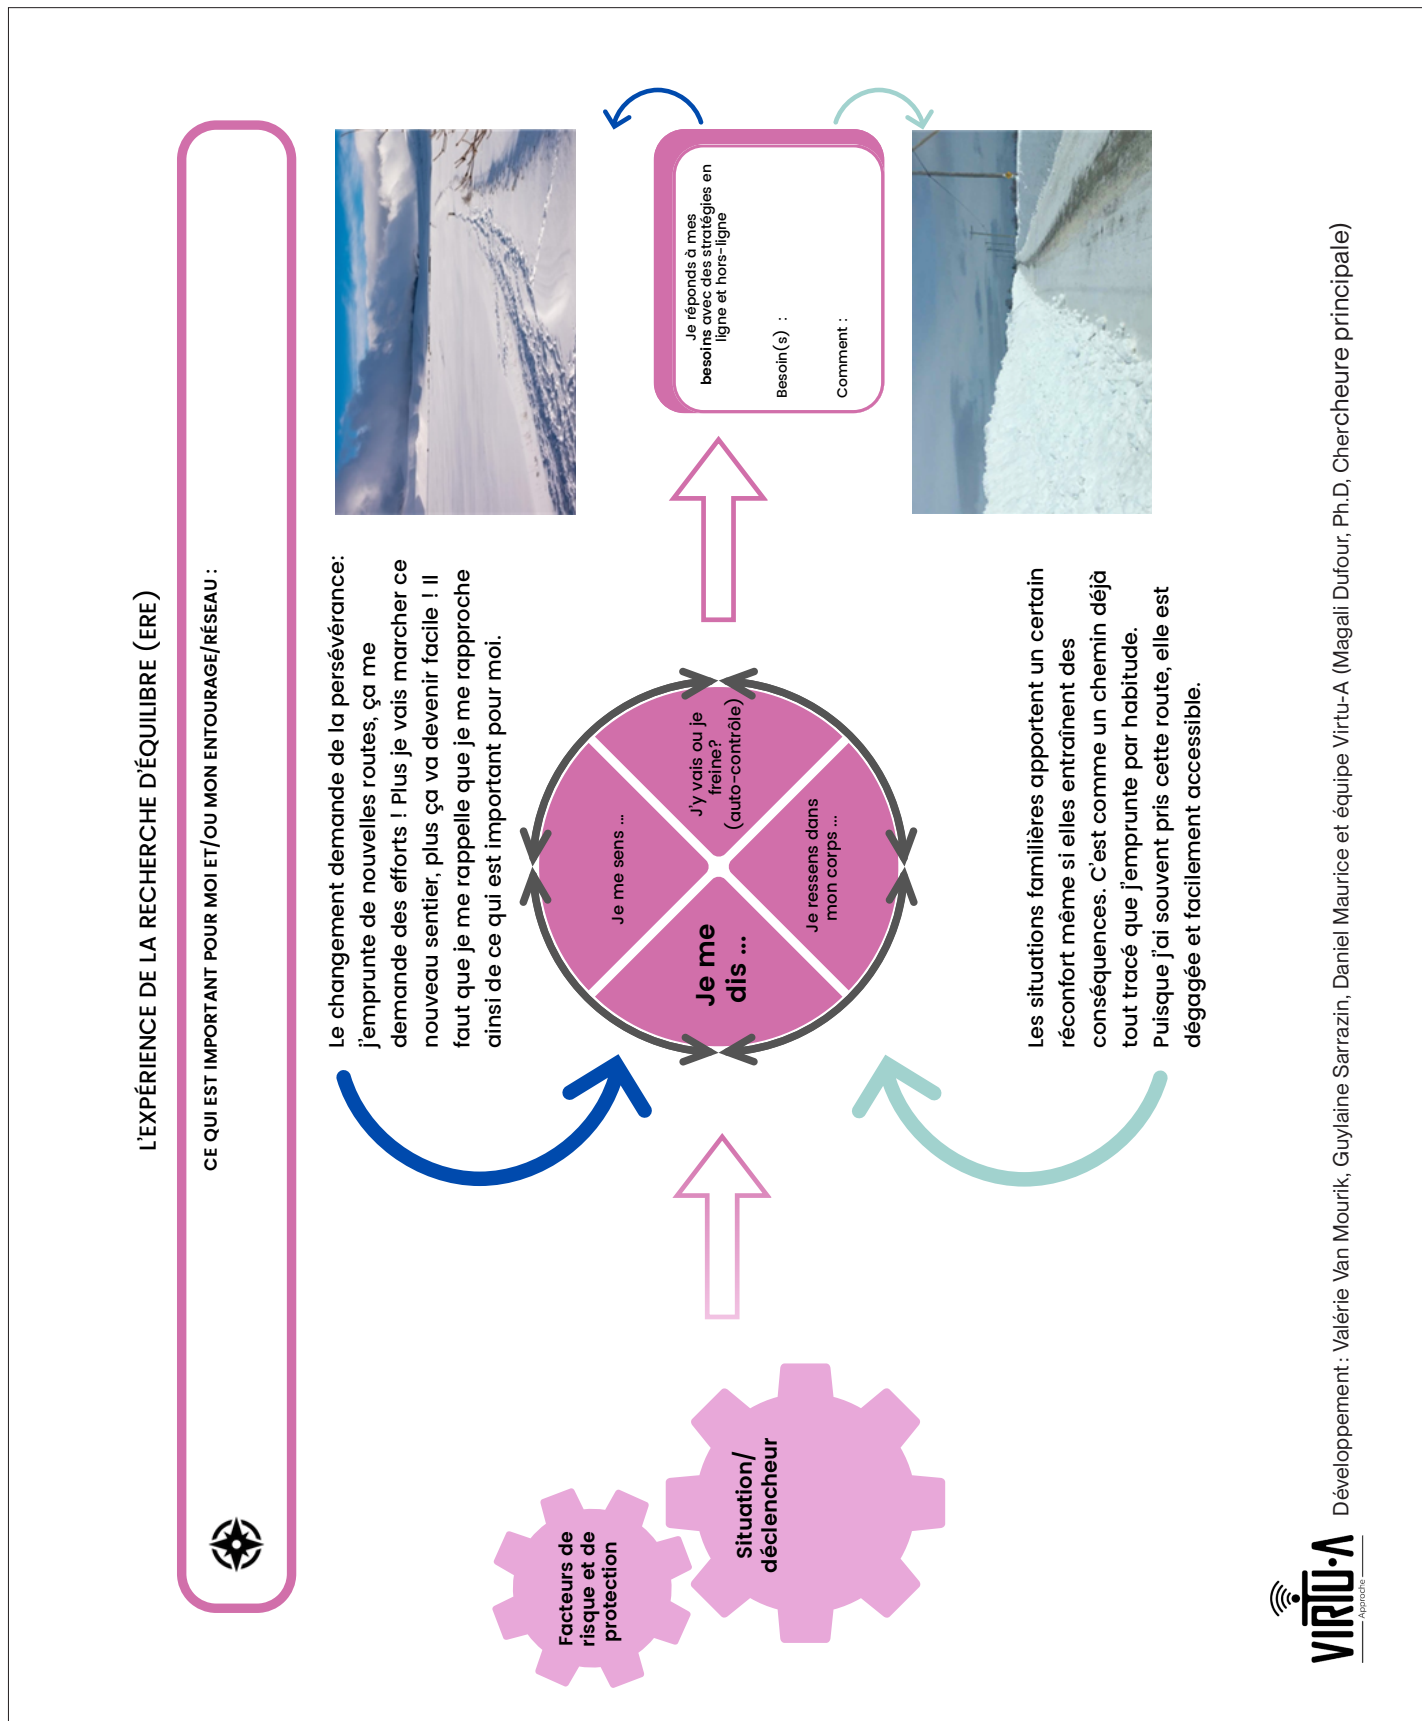 L'EXPÉRIENCE DE LA RECHERCHE D'ÉQUILIBRE (ERE)
CE QUI EST IMPORTANT POUR MOI ET/OU MON ENTOURAGE/RÉSEAU :
Le changement demande de la persévérance:
j'emprunte de nouvelles routes, ça me
demande des efforts ! Plus je vais marcher ce
nouveau sentier, plus ça va devenir facile ! Il
faut que je me rappelle que je me rapproche
ainsi de ce qui est important pour moi.
Facteurs de
risque et de
protection
Situation/
déclencheur
Je me sens ...
Je me
dis ...
J'y vais ou je
freine?
(auto-contrôle)
Je ressens dans
mon corps ...
Je réponds à mes
besoins avec des stratégies en
ligne et hors-ligne
Besoin(s) :
Comment :
Les situations familières apportent un certain
réconfort même si elles entraînent des
conséquences. C'est comme un chemin déjà
tout tracé que j'emprunte par habitude.
Puisque j'ai souvent pris cette route, elle est
dégagée et facilement accessible.
VIRTU·A
Approche
Développement : Valérie Van Mourik, Guylaine Sarrazin, Daniel Maurice et équipe Virtu-A (Magali Dufour, Ph.D, Chercheure principale)